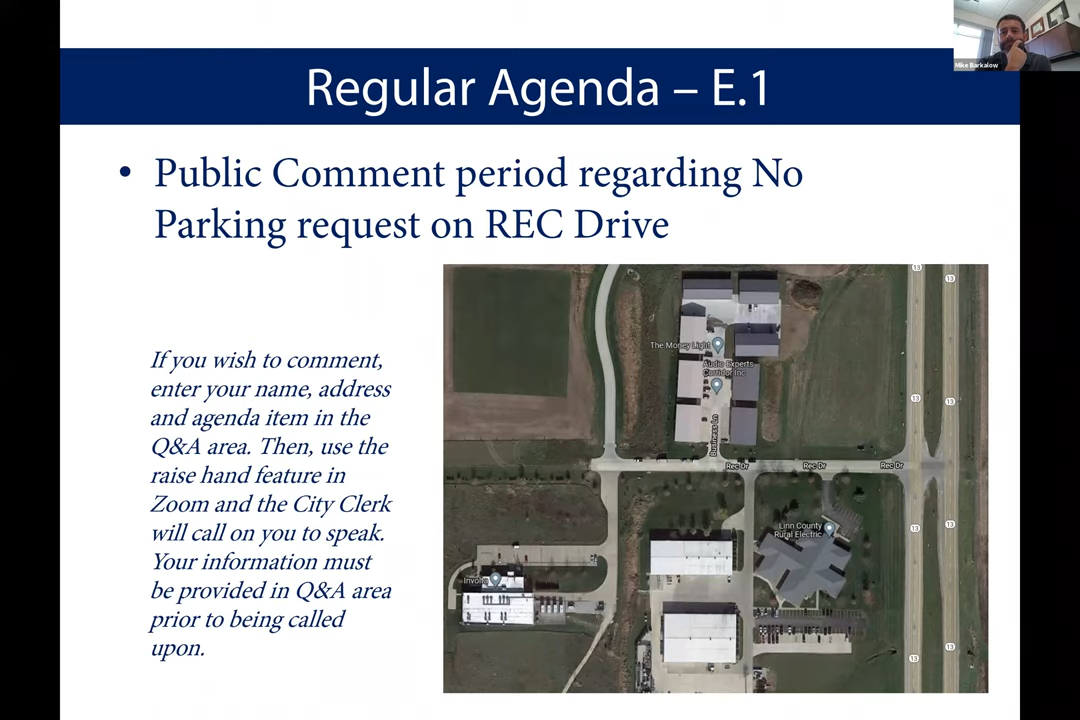 Mike Barkalow
Regular Agenda – E.1
• Public Comment period regarding No
Parking request on REC Drive
If you wish to comment,
enter your name, address
and agenda item in the
Q&A area. Then, use the
raise hand feature in
Zoom and the City Clerk
will call on you to speak.
Your information must
be provided in Q&A area
prior to being called
upon.
13
13
The Money Light
Audio Experts
Corridor Inc
13
13
Business Ln
Rec Dr
Rec Dr
Rec Dr
Linn County
Rural Electric
13
13
13
13